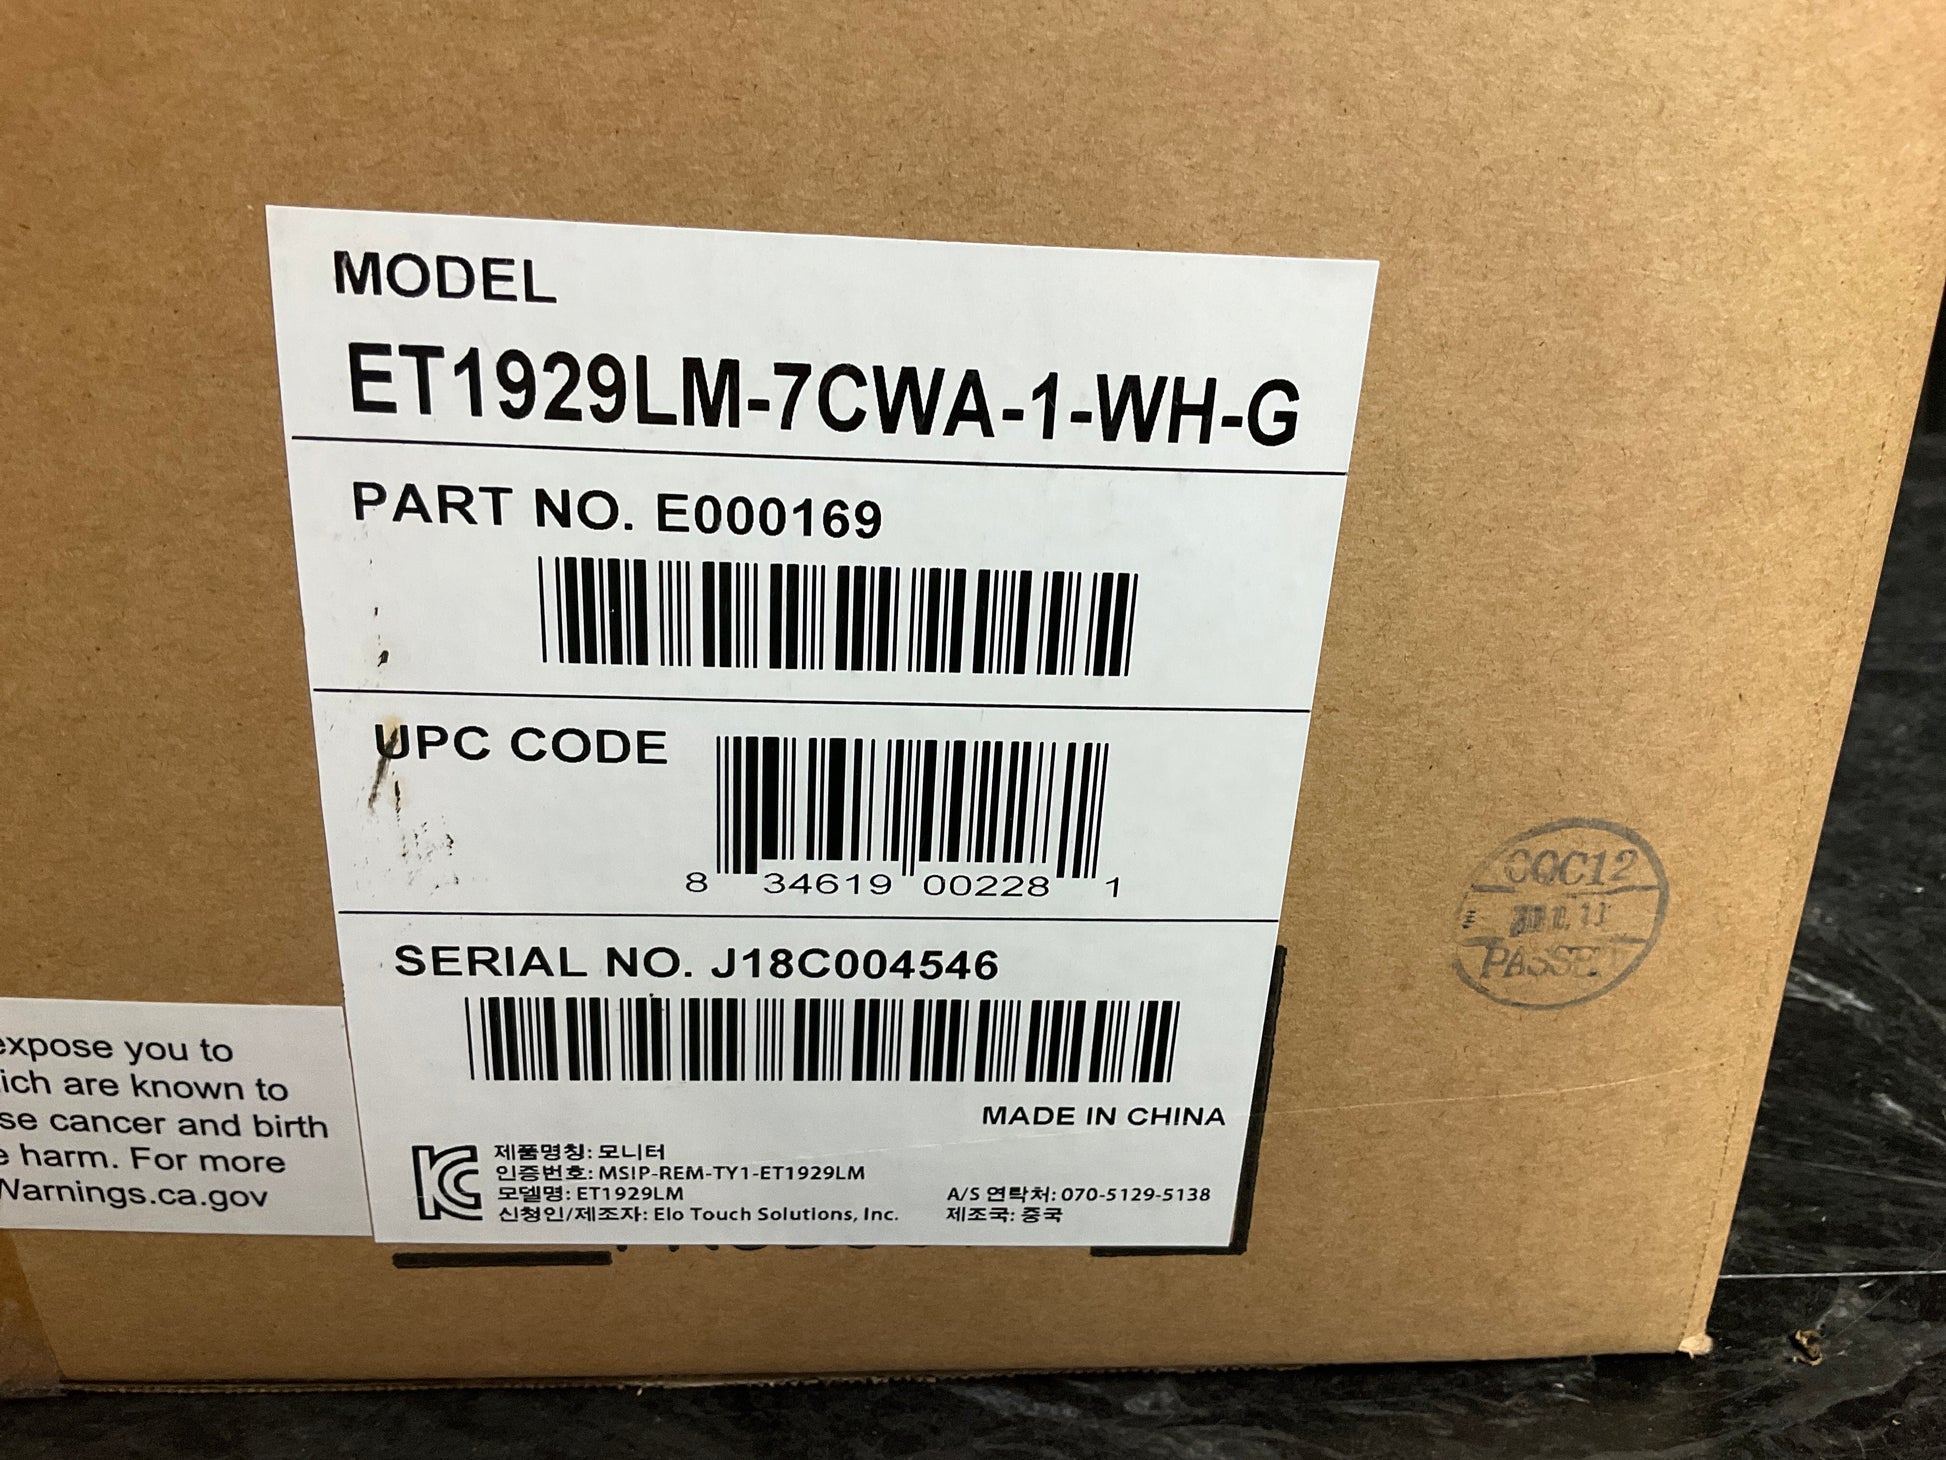 MODEL
ET1929LM-7CWA-1-WH-G
PART NO. E000169
UPC CODE
8 34619 00228 1
SERIAL NO. J18C004546
MADE IN CHINA
제품명칭: 모니터
인증번호: MSIP-REM-TY1-ET1929LM
모델명: ET1929LM
신청인/제조자: Elo Touch Solutions, Inc.
A/S 연락처: 070-5129-5138
제조국: 중국
expose you to
ich are known to
se cancer and birth
e harm. For more
Warnings.ca.gov
PASSED